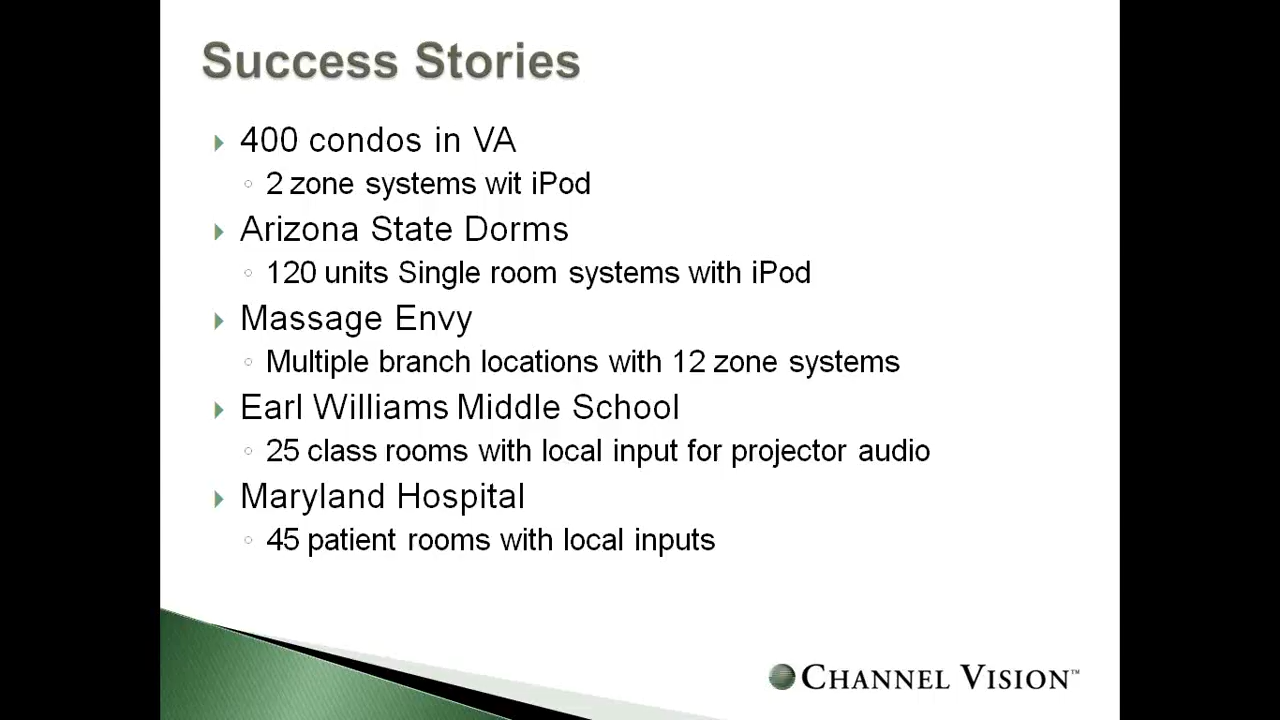 Success Stories
400 condos in VA
2 zone systems wit iPod
Arizona State Dorms
120 units Single room systems with iPod
Massage Envy
Multiple branch locations with 12 zone systems
Earl Williams Middle School
25 class rooms with local input for projector audio
Maryland Hospital
45 patient rooms with local inputs
CHANNEL VISION™